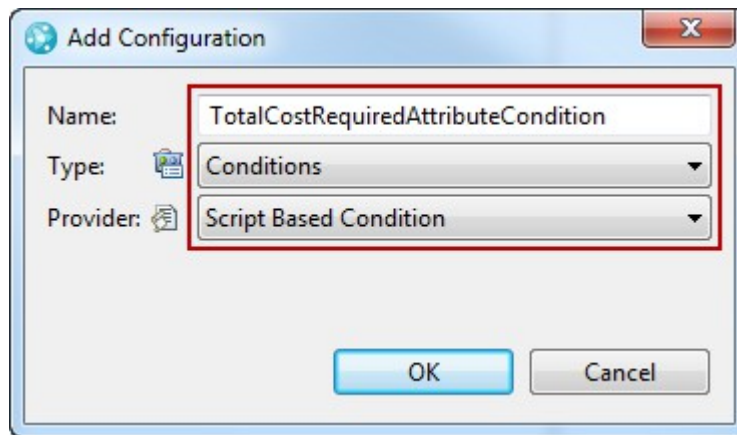 Add Configuration
Name: TotalCostRequiredAttributeCondition
Type: Conditions
Provider: Script Based Condition
OK Cancel